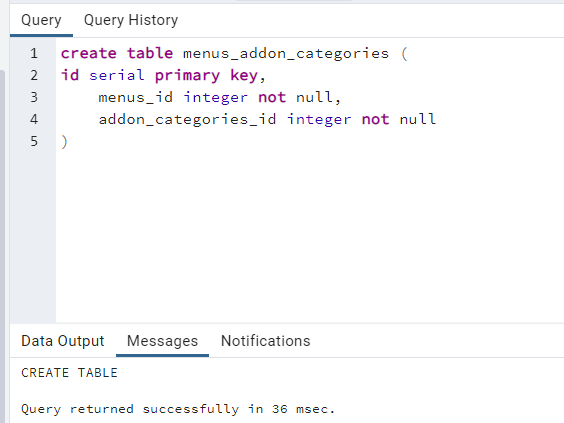 Query Query History
1 create table menus_addon_categories (
2 id serial primary key,
3 menus_id integer not null,
4 addon_categories_id integer not null
5 )
Data Output Messages Notifications
CREATE TABLE
Query returned successfully in 36 msec.